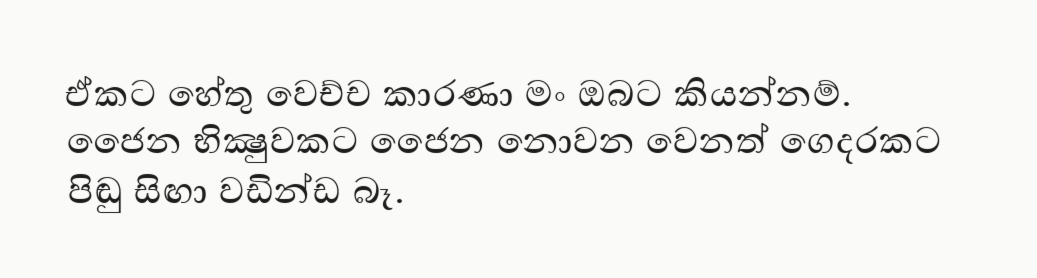 ඒකට හේතු වෙච්ච කාරණා මං ඔබට කියන්නම්.
ජෛන භික්‍ෂුවකට ජෛන නොවන වෙනත් ගෙදරකට
පිඬු සිඟා වඩින්ඩ බෑ.